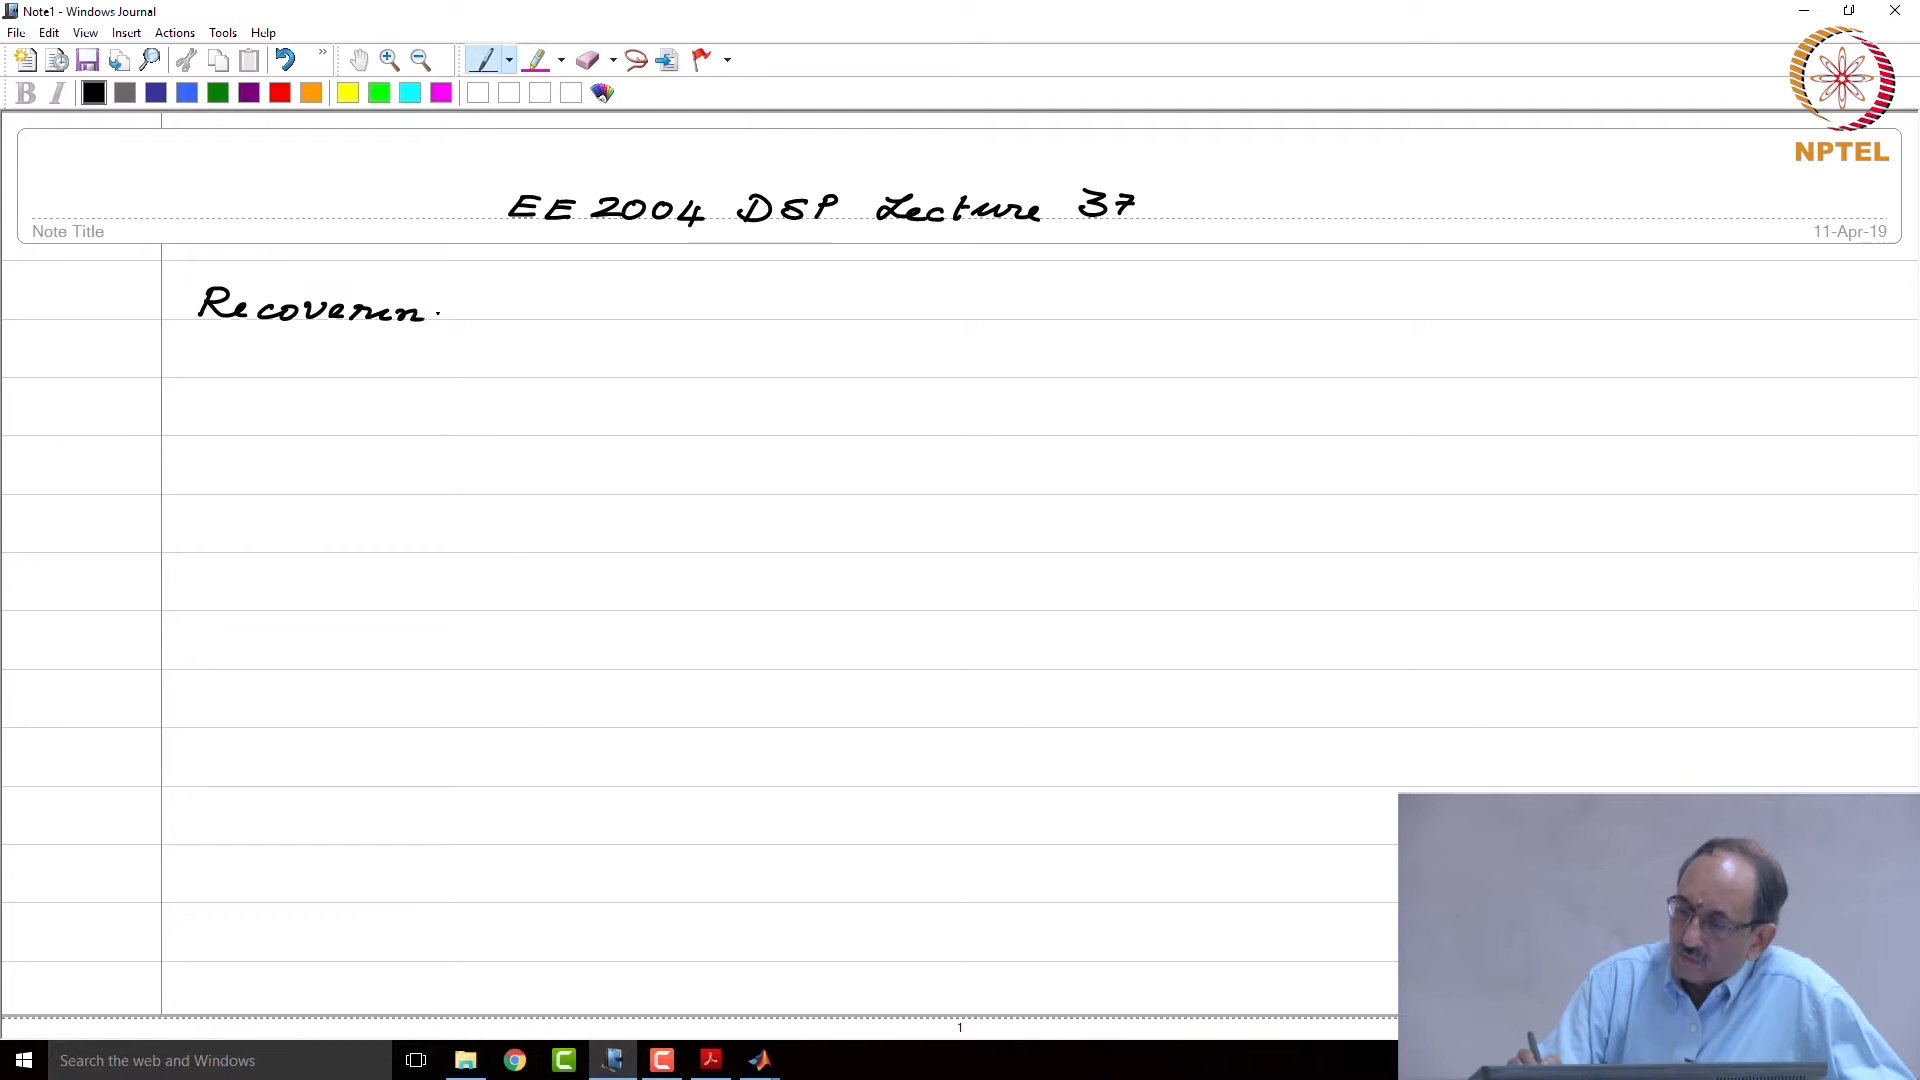 Note1 - Windows Journal
File Edit View Insert Actions Tools Help
B I
NPTEL
EE 2004 DSP Lecture 37
Note Title
11-Apr-19
Recoverin
1
Search the web and Windows